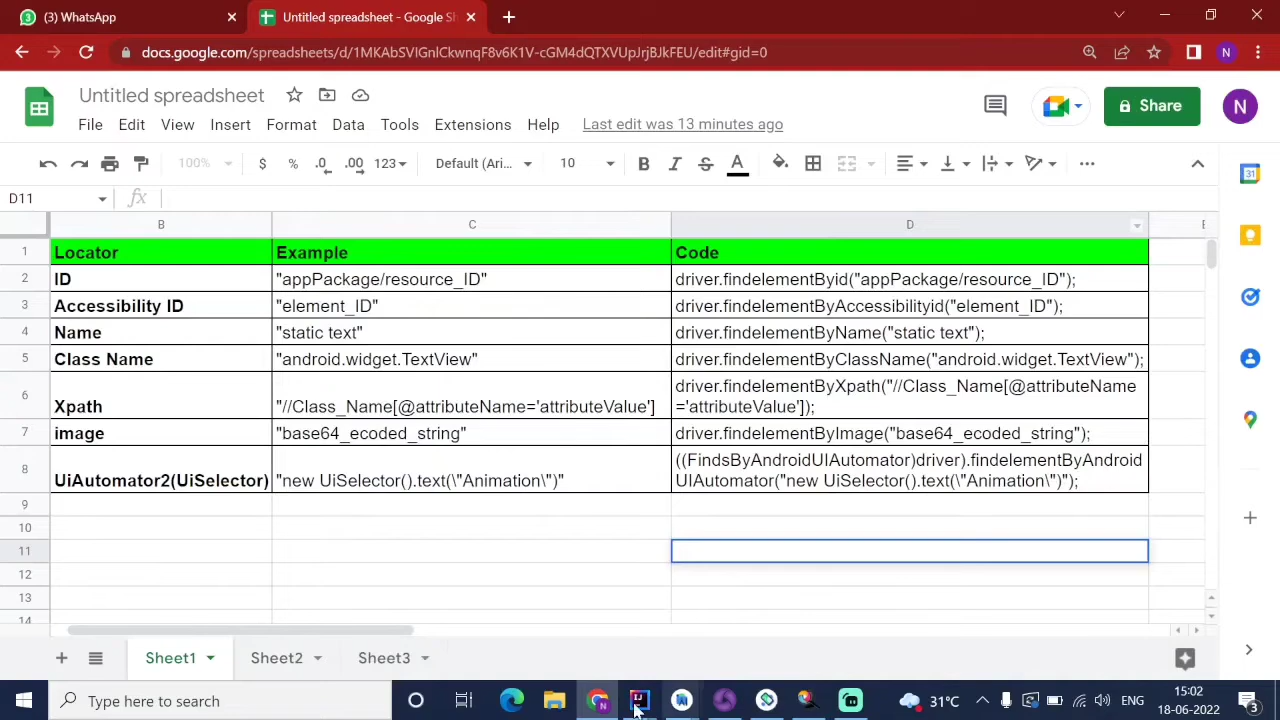 (3) WhatsApp
Untitled spreadsheet - Google Sh
docs.google.com/spreadsheets/d/1MKAbSVIGnlCkwnqF8v6K1V-cGM4dQTXVUpJrjBJkFEU/edit#gid=0
N
Untitled spreadsheet
Share
N
File Edit View Insert Format Data Tools Extensions Help Last edit was 13 minutes ago
100% $ % .0 .00 123 Default (Ari... 10 B I S A
31
D11 fx
B C D E
1 Locator Example Code
2 ID "appPackage/resource_ID" driver.findelementByid("appPackage/resource_ID");
3 Accessibility ID "element_ID" driver.findelementByAccessibilityid("element_ID");
4 Name "static text" driver.findelementByName("static text");
5 Class Name "android.widget.TextView" driver.findelementByClassName("android.widget.TextView");
driver.findelementByXpath("//Class_Name[@attributeName
6 Xpath "//Class_Name[@attributeName='attributeValue'] ='attributeValue']);
7 image "base64_ecoded_string" driver.findelementByImage("base64_ecoded_string");
((FindsByAndroidUIAutomator)driver).findelementByAndroid
8 UiAutomator2(UiSelector) "new UiSelector().text(\"Animation\")" UIAutomator("new UiSelector().text(\"Animation\")");
9
10
11
12
13
14
Sheet1 Sheet2 Sheet3
Type here to search
31°C
ENG
15:02
18-06-2022
3